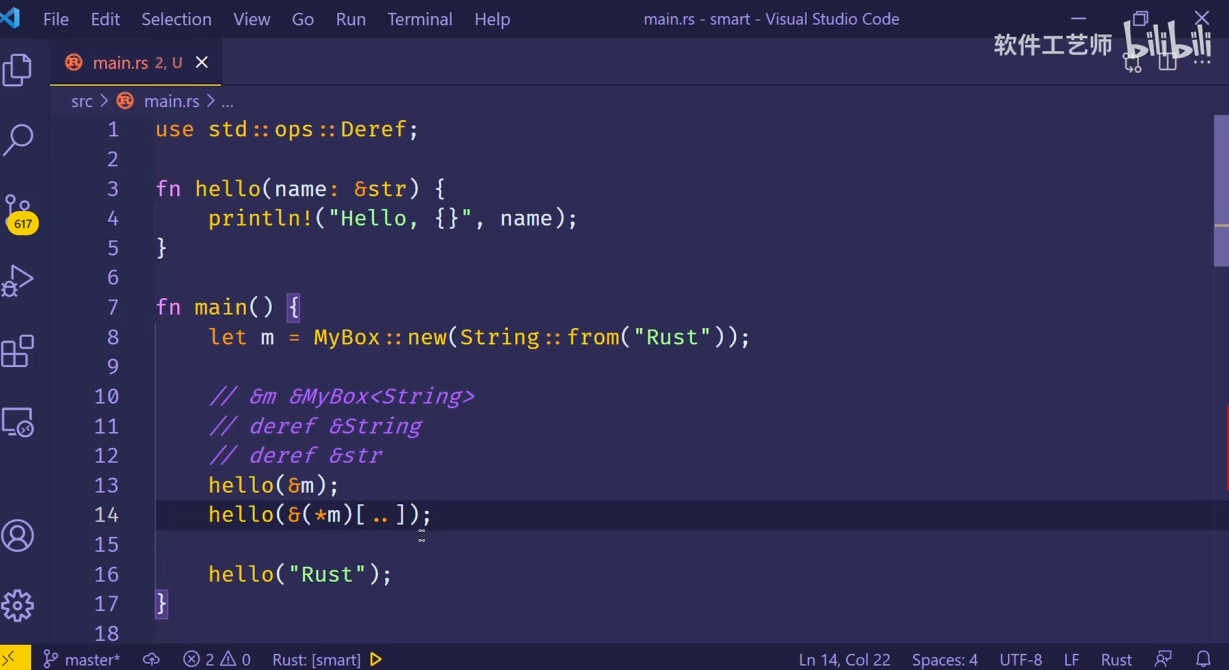 File Edit Selection View Go Run Terminal Help main.rs - smart - Visual Studio Code
软件工艺师 bilibili
main.rs 2, U
src > main.rs > ...
1 use std::ops::Deref;
2
3 fn hello(name: &str) {
4     println!("Hello, {}", name);
5 }
6
7 fn main() {
8     let m = MyBox::new(String::from("Rust"));
9
10     // &m &MyBox<String>
11     // deref &String
12     // deref &str
13     hello(&m);
14     hello(&(*m)[..]);
15
16     hello("Rust");
17 }
18
617
master* 2 0 Rust: [smart] Ln 14, Col 22 Spaces: 4 UTF-8 LF Rust